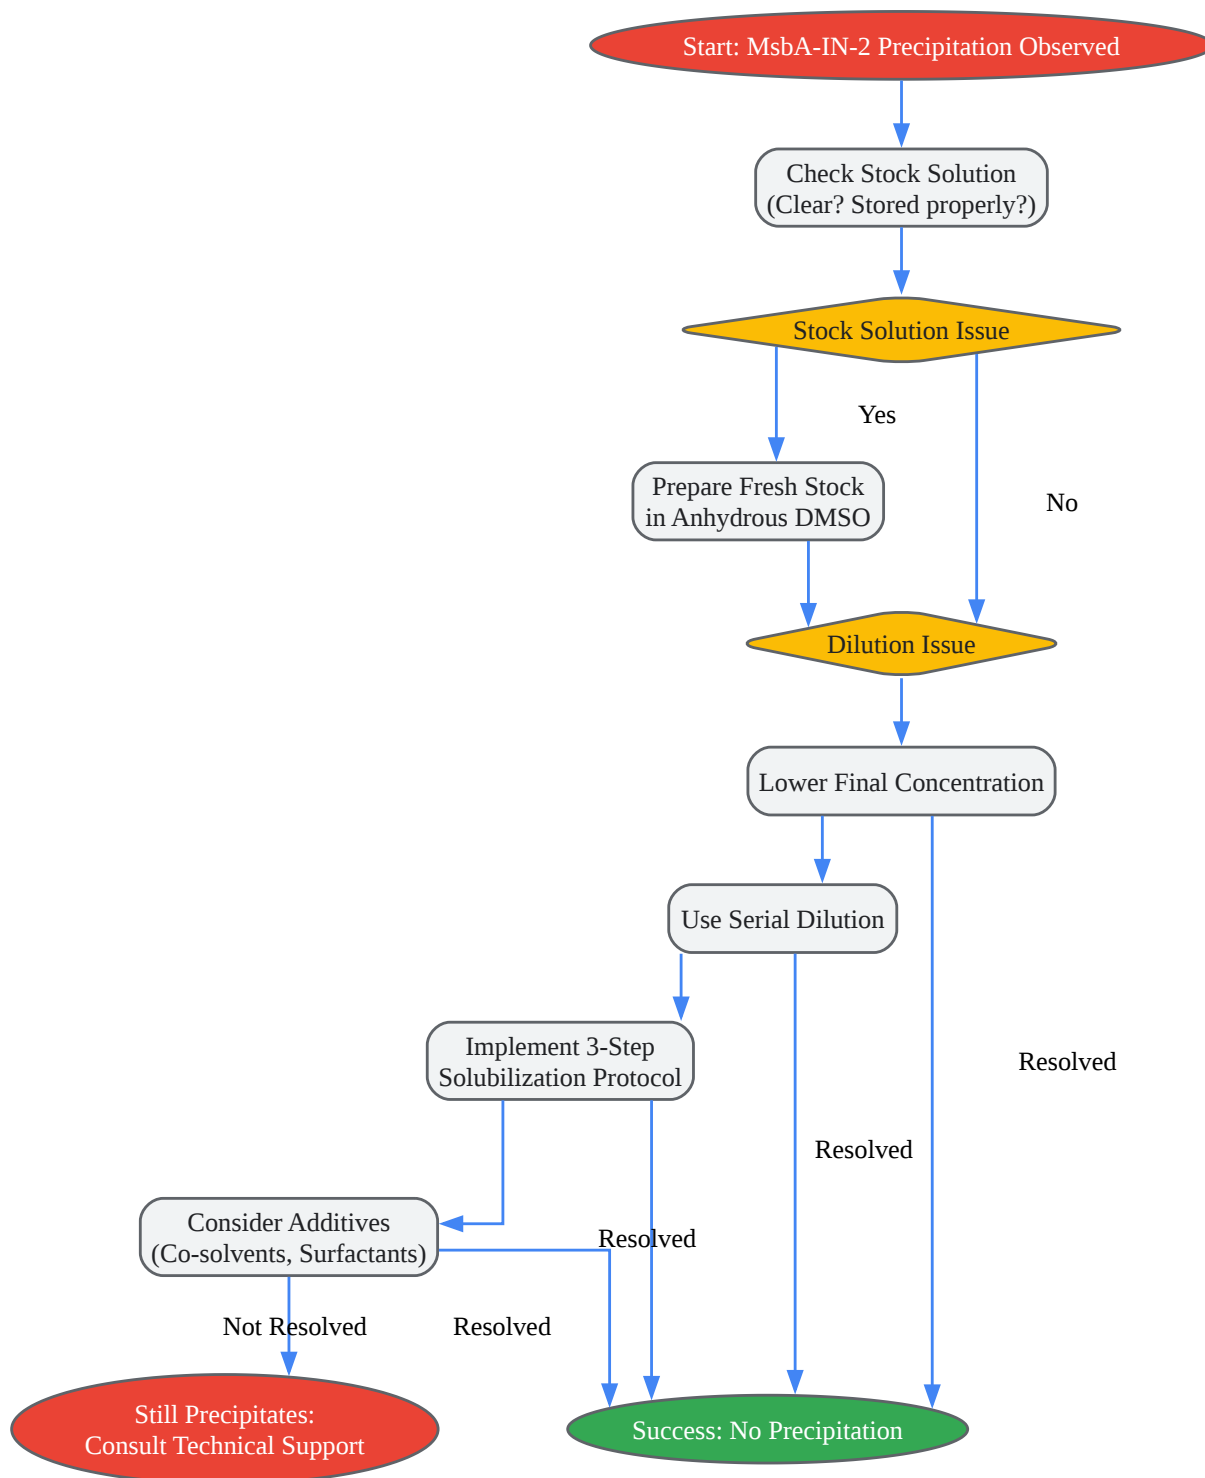 Start: MsbA-IN-2 Precipitation Observed
Check Stock Solution
(Clear? Stored properly?)
Stock Solution Issue
Yes
Prepare Fresh Stock
in Anhydrous DMSO
No
Dilution Issue
Lower Final Concentration
Use Serial Dilution
Implement 3-Step
Solubilization Protocol
Resolved
Resolved
Consider Additives
(Co-solvents, Surfactants)
Resolved
Not Resolved
Resolved
Still Precipitates:
Consult Technical Support
Success: No Precipitation